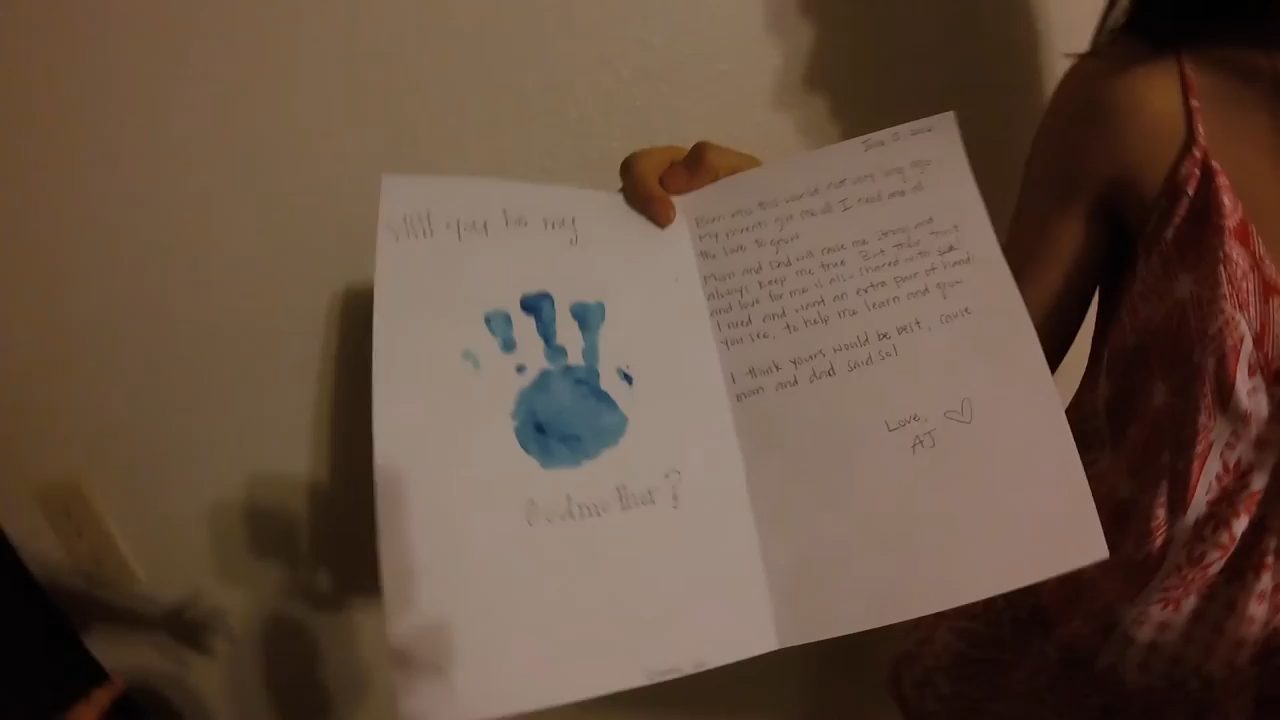 Will you be my
Godmother?
Born into this world not very long ago
My parents give me all I need and all
the love to grow
Mom and Dad will raise me strong and
always keep me true. But their trust
and love for me is also shared with
I need and want an extra pair of hands
you see, to help me learn and grow
I think yours would be best, cause
mom and dad said so!
Love,
AJ